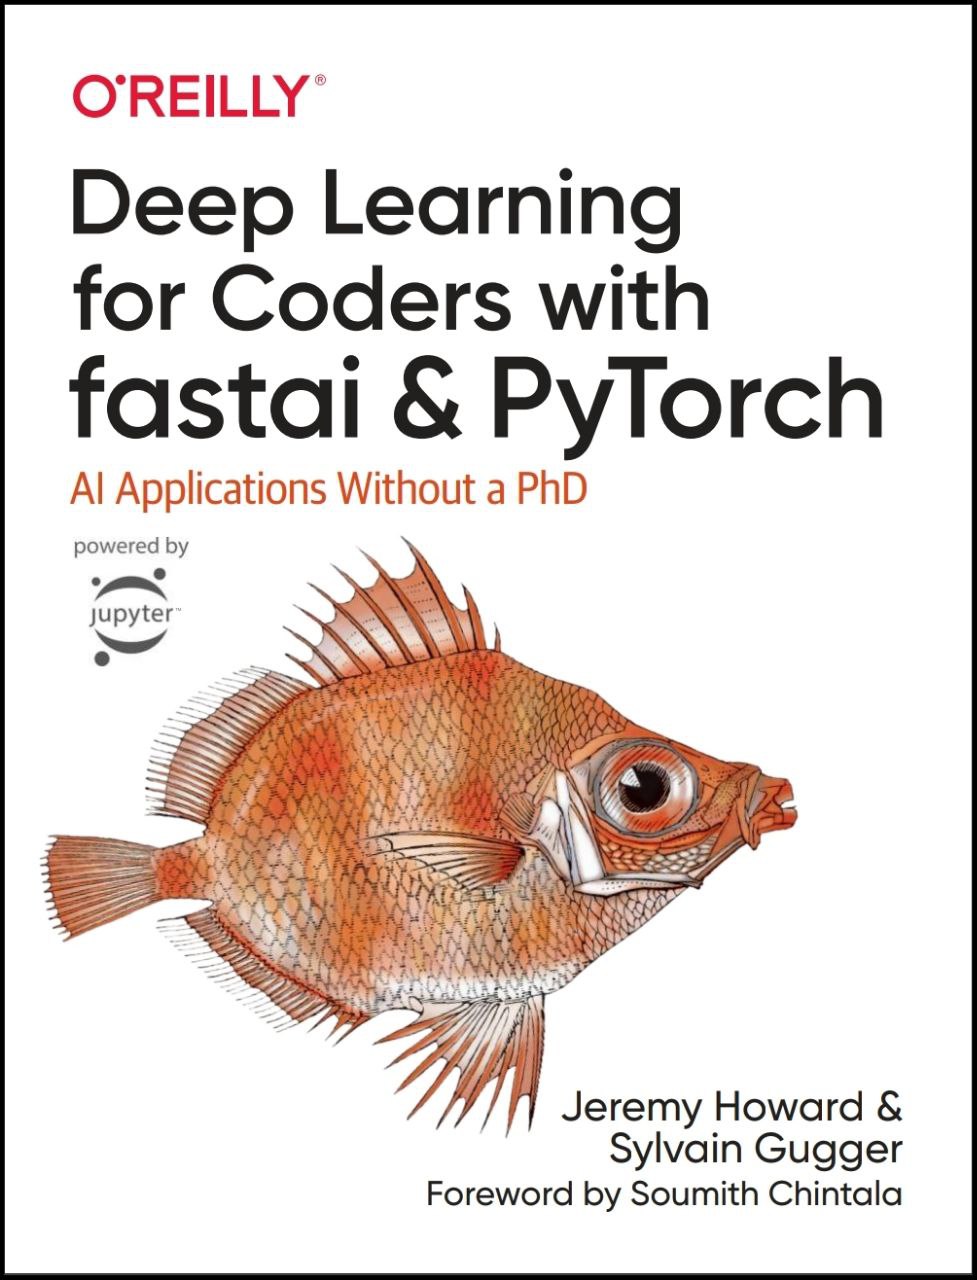 O'REILLY®
Deep Learning
for Coders with
fastai & PyTorch
AI Applications Without a PhD
powered by
jupyter™
Jeremy Howard &
Sylvain Gugger
Foreword by Soumith Chintala